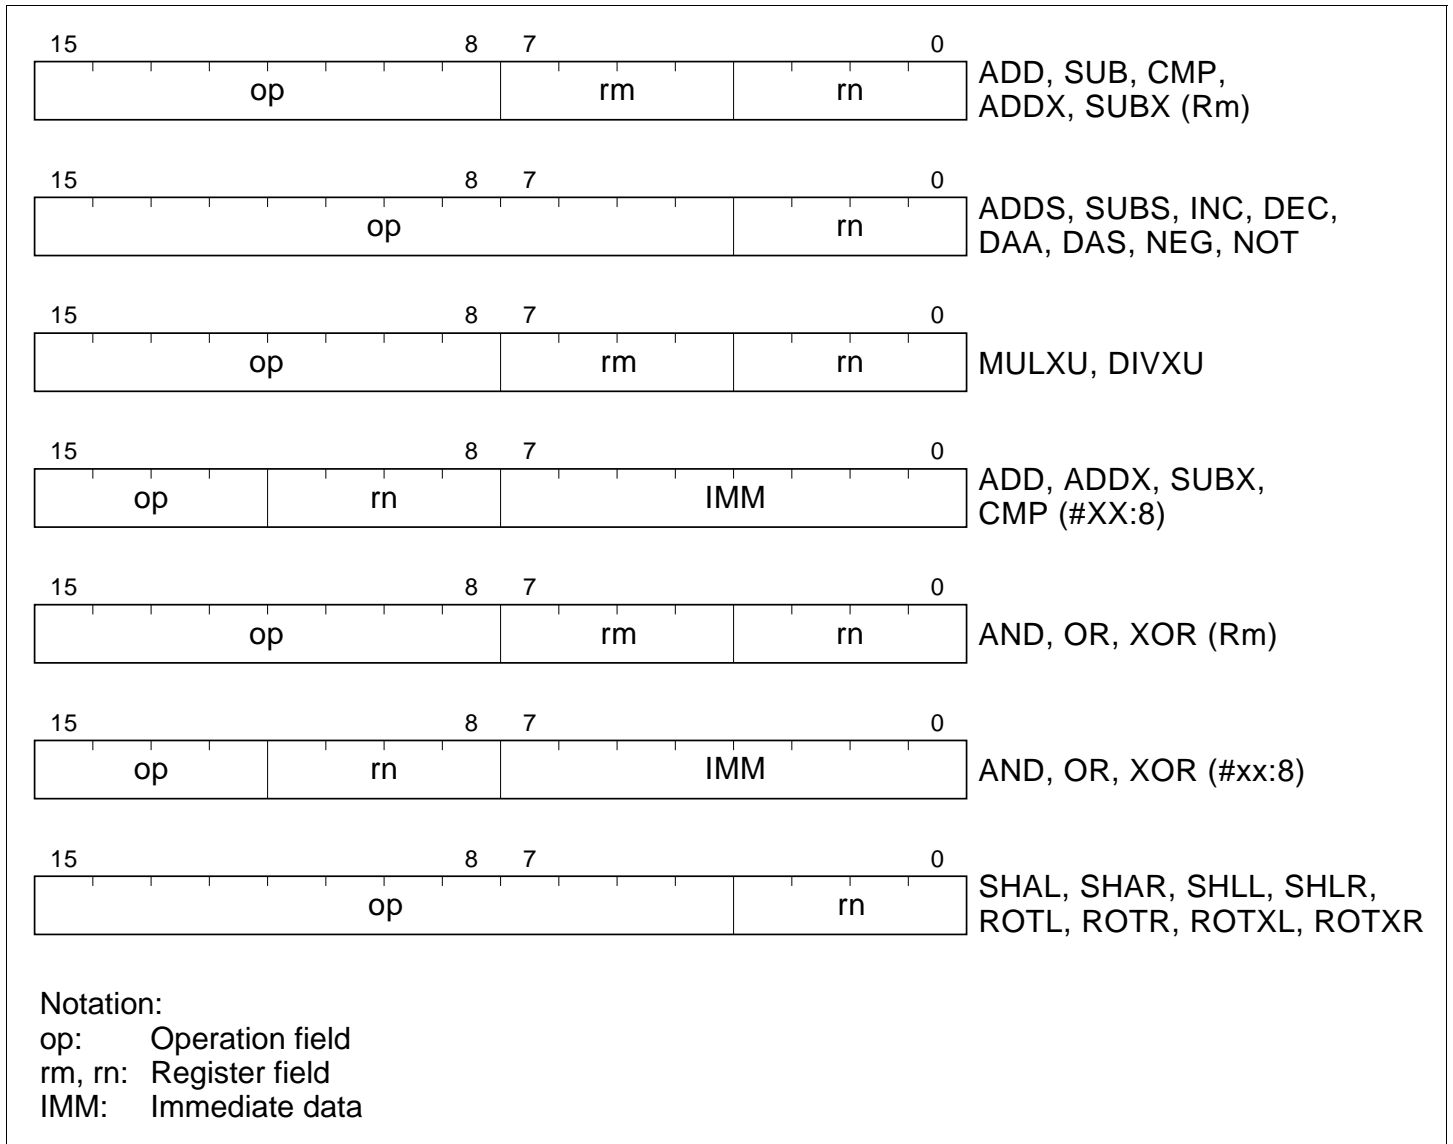 15 8 7 0
op rm rn
ADD, SUB, CMP,
ADDX, SUBX (Rm)
15 8 7 0
op rn
ADDS, SUBS, INC, DEC,
DAA, DAS, NEG, NOT
15 8 7 0
op rm rn
MULXU, DIVXU
15 8 7 0
op rn IMM
ADD, ADDX, SUBX,
CMP (#XX:8)
15 8 7 0
op rm rn
AND, OR, XOR (Rm)
15 8 7 0
op rn IMM
AND, OR, XOR (#xx:8)
15 8 7 0
op rn
SHAL, SHAR, SHLL, SHLR,
ROTL, ROTR, ROTXL, ROTXR
Notation:
op: Operation field
rm, rn: Register field
IMM: Immediate data